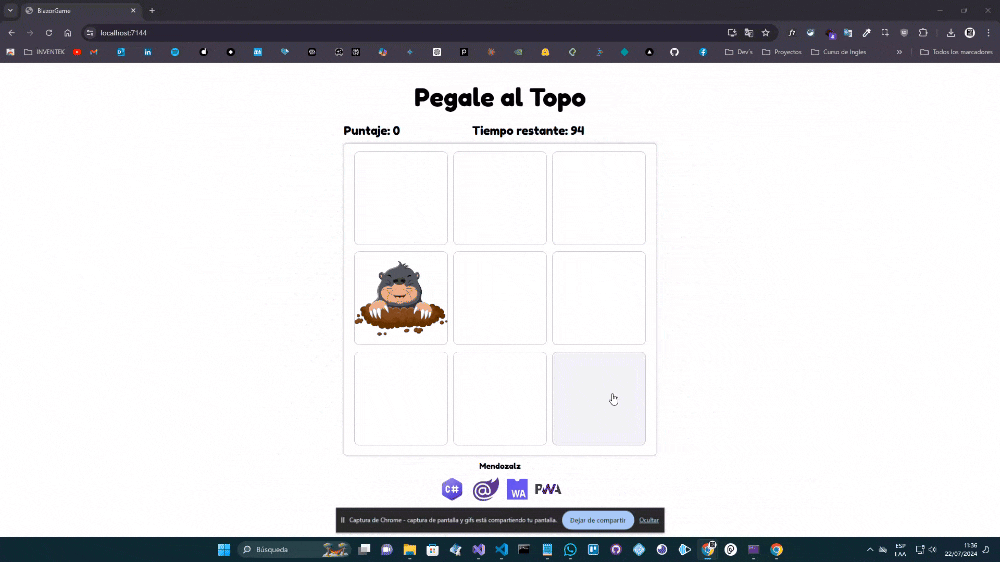 BlazorGame
localhost:7144
INVENTEK
Dev's
Proyectos
Curso de Ingles
Todos los marcadores
Pegale al Topo
Puntaje: 0
Tiempo restante: 94
Mendozalz
C#
WA
PWA
Captura de Chrome - captura de pantalla y gifs está compartiendo tu pantalla.
Dejar de compartir
Ocultar
Búsqueda
ESP
LAA
11:36
22/07/2024